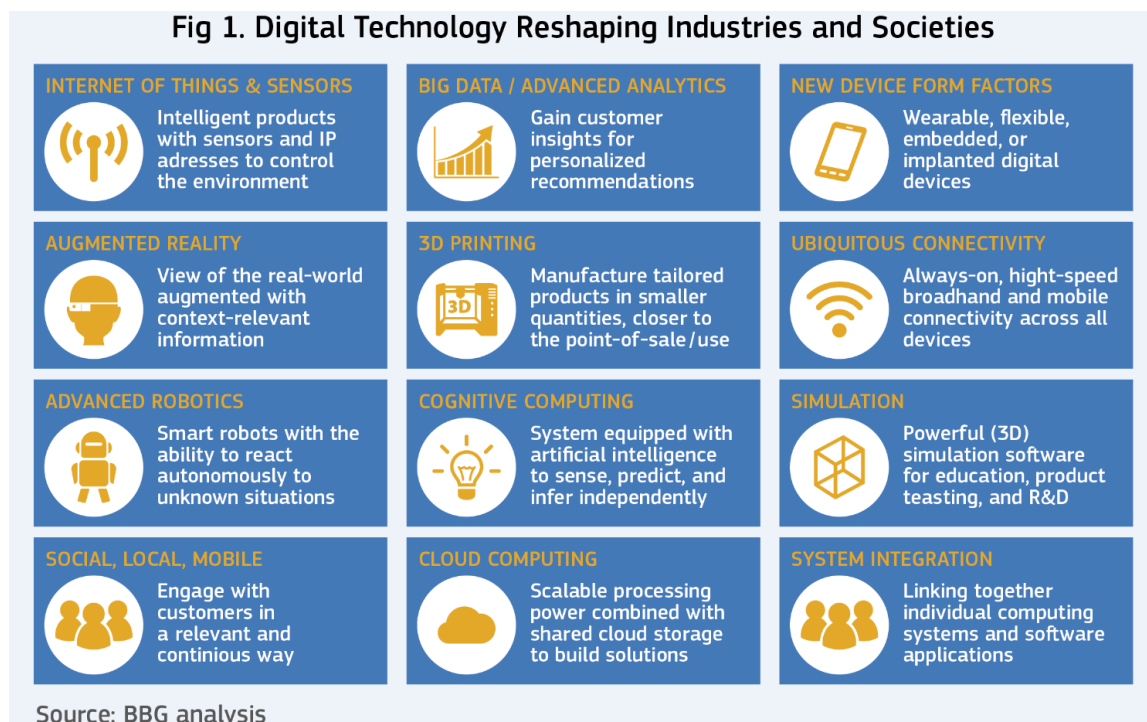 Fig 1. Digital Technology Reshaping Industries and Societies
INTERNET OF THINGS & SENSORS
Intelligent products
with sensors and IP
adresses to control
the environment
BIG DATA / ADVANCED ANALYTICS
Gain customer
insights for
personalized
recommendations
NEW DEVICE FORM FACTORS
Wearable, flexible,
embedded, or
implanted digital
devices
AUGMENTED REALITY
View of the real-world
augmented with
context-relevant
information
3D PRINTING
3D
Manufacture tailored
products in smaller
quantities, closer to
the point-of-sale/use
UBIQUITOUS CONNECTIVITY
Always-on, hight-speed
broadhand and mobile
connectivity across all
devices
ADVANCED ROBOTICS
Smart robots with the
ability to react
autonomously to
unknown situations
COGNITIVE COMPUTING
System equipped with
artificial intelligence
to sense, predict, and
infer independently
SIMULATION
Powerful (3D)
simulation software
for education, product
teasting, and R&D
SOCIAL, LOCAL, MOBILE
Engage with
customers in
a relevant and
continious way
CLOUD COMPUTING
Scalable processing
power combined with
shared cloud storage
to build solutions
SYSTEM INTEGRATION
Linking together
individual computing
systems and software
applications
Source: BBG analysis